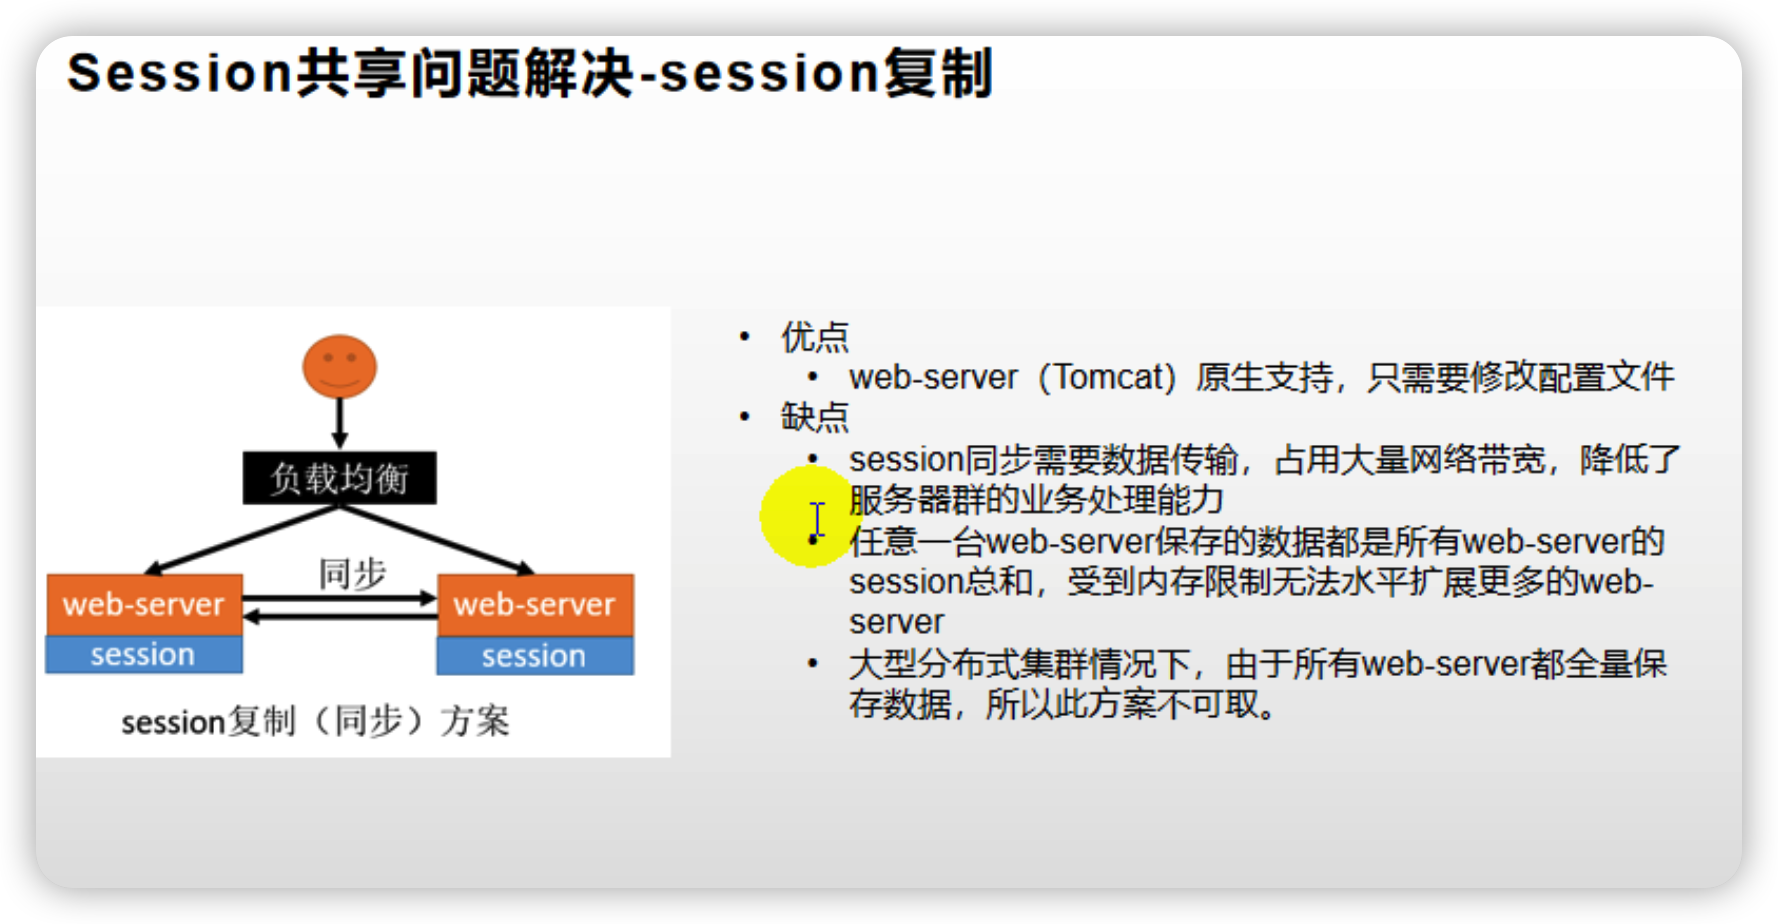 Session共享问题解决-session复制
负载均衡
同步
web-server
web-server
session
session
session复制（同步）方案
• 优点
• web-server（Tomcat）原生支持，只需要修改配置文件
• 缺点
• session同步需要数据传输，占用大量网络带宽，降低了
服务器群的业务处理能力
• 任意一台web-server保存的数据都是所有web-server的
session总和，受到内存限制无法水平扩展更多的web-
server
• 大型分布式集群情况下，由于所有web-server都全量保
存数据，所以此方案不可取。